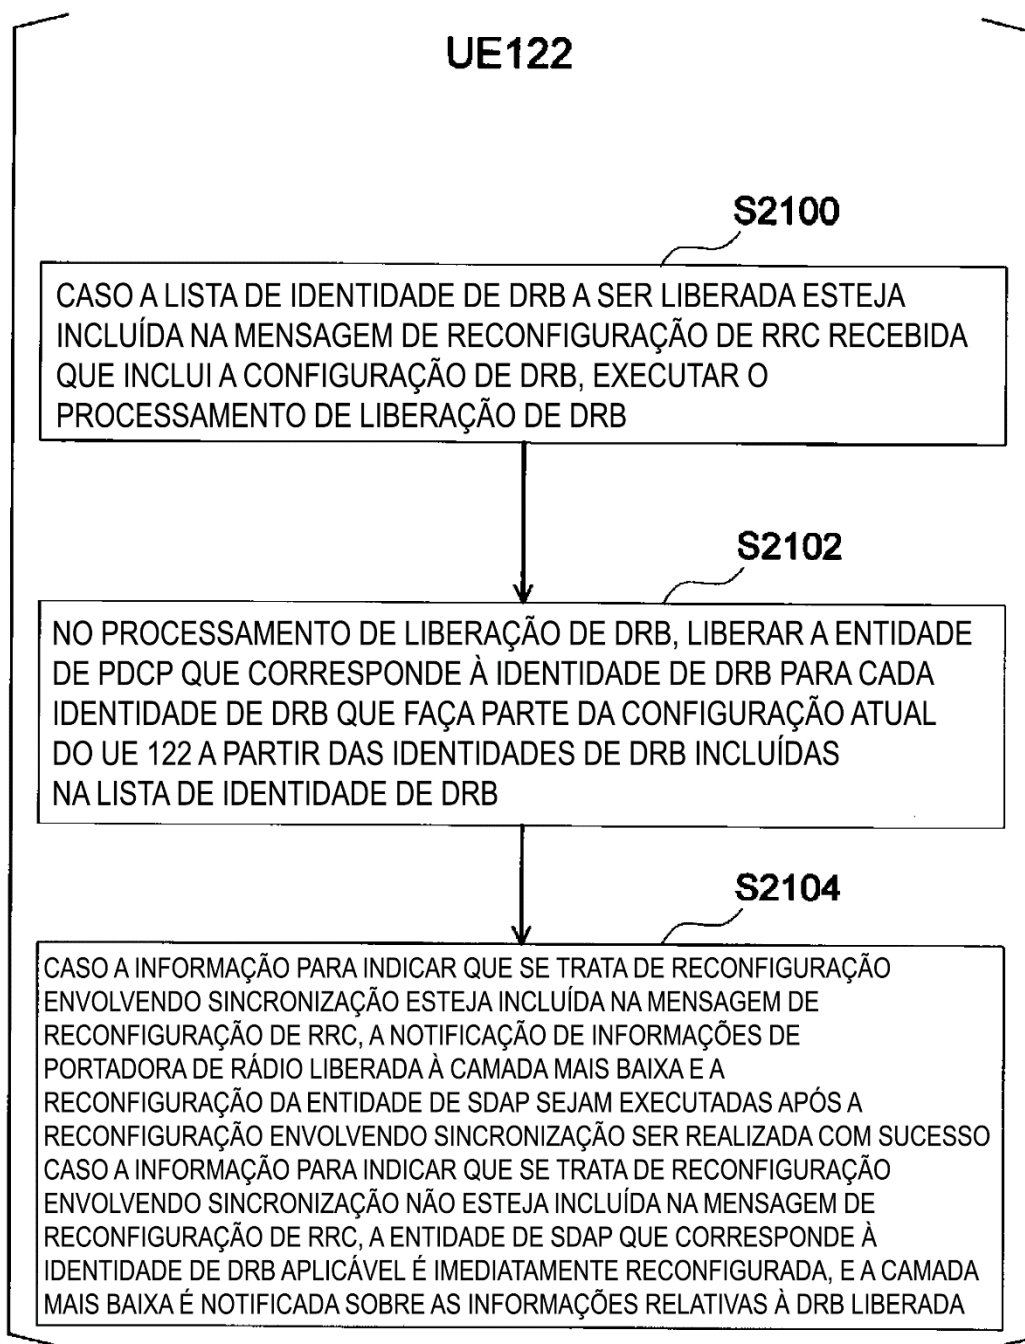 UE122
S2100
CASO A LISTA DE IDENTIDADE DE DRB A SER LIBERADA ESTEJA
INCLUÍDA NA MENSAGEM DE RECONFIGURAÇÃO DE RRC RECEBIDA
QUE INCLUI A CONFIGURAÇÃO DE DRB, EXECUTAR O
PROCESSAMENTO DE LIBERAÇÃO DE DRB
S2102
NO PROCESSAMENTO DE LIBERAÇÃO DE DRB, LIBERAR A ENTIDADE
DE PDCP QUE CORRESPONDE À IDENTIDADE DE DRB PARA CADA
IDENTIDADE DE DRB QUE FAÇA PARTE DA CONFIGURAÇÃO ATUAL
DO UE 122 A PARTIR DAS IDENTIDADES DE DRB INCLUÍDAS
NA LISTA DE IDENTIDADE DE DRB
S2104
CASO A INFORMAÇÃO PARA INDICAR QUE SE TRATA DE RECONFIGURAÇÃO
ENVOLVENDO SINCRONIZAÇÃO ESTEJA INCLUÍDA NA MENSAGEM DE
RECONFIGURAÇÃO DE RRC, A NOTIFICAÇÃO DE INFORMAÇÕES DE
PORTADORA DE RÁDIO LIBERADA À CAMADA MAIS BAIXA E A
RECONFIGURAÇÃO DA ENTIDADE DE SDAP SEJAM EXECUTADAS APÓS A
RECONFIGURAÇÃO ENVOLVENDO SINCRONIZAÇÃO SER REALIZADA COM SUCESSO
CASO A INFORMAÇÃO PARA INDICAR QUE SE TRATA DE RECONFIGURAÇÃO
ENVOLVENDO SINCRONIZAÇÃO NÃO ESTEJA INCLUÍDA NA MENSAGEM DE
RECONFIGURAÇÃO DE RRC, A ENTIDADE DE SDAP QUE CORRESPONDE À
IDENTIDADE DE DRB APLICÁVEL É IMEDIATAMENTE RECONFIGURADA, E A CAMADA
MAIS BAIXA É NOTIFICADA SOBRE AS INFORMAÇÕES RELATIVAS À DRB LIBERADA